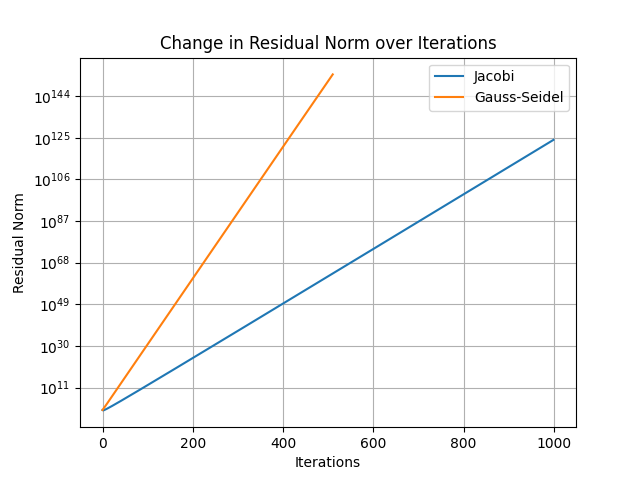 Change in Residual Norm over Iterations
Jacobi
Gauss-Seidel
Residual Norm
10^144
10^125
10^106
10^87
10^68
10^49
10^30
10^11
0 200 400 600 800 1000
Iterations